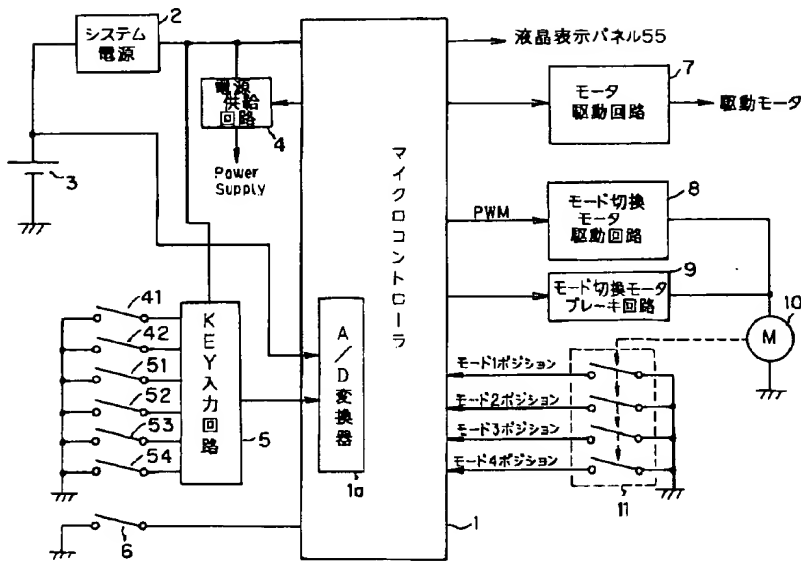 2
システム
電源
電源
供給
回路
4
Power
Supply
3
41
42
51
52
53
54
KEY入力回路
5
6
A/D変換器
1a
マイクロコントローラ
1
液晶表示パネル55
7
モータ
駆動回路
駆動モータ
PWM
8
モード切換
モータ
駆動回路
9
モード切換モータ
ブレーキ回路
10
M
モード1ポジション
モード2ポジション
モード3ポジション
モード4ポジション
11